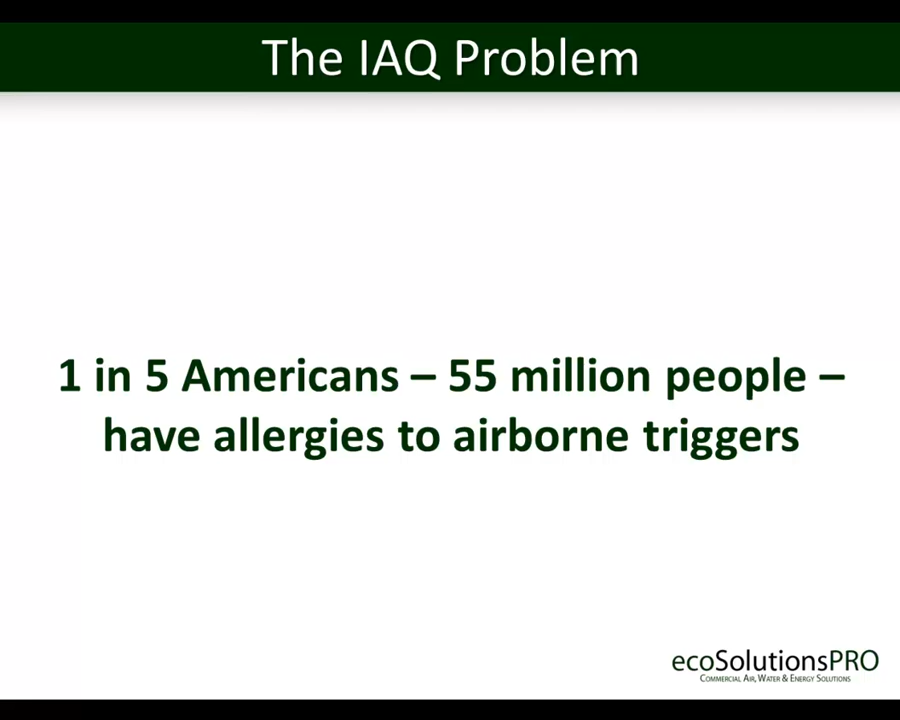 The IAQ Problem
1 in 5 Americans – 55 million people –
have allergies to airborne triggers
ecoSolutionsPRO
Commercial Air, Water & Energy Solutions